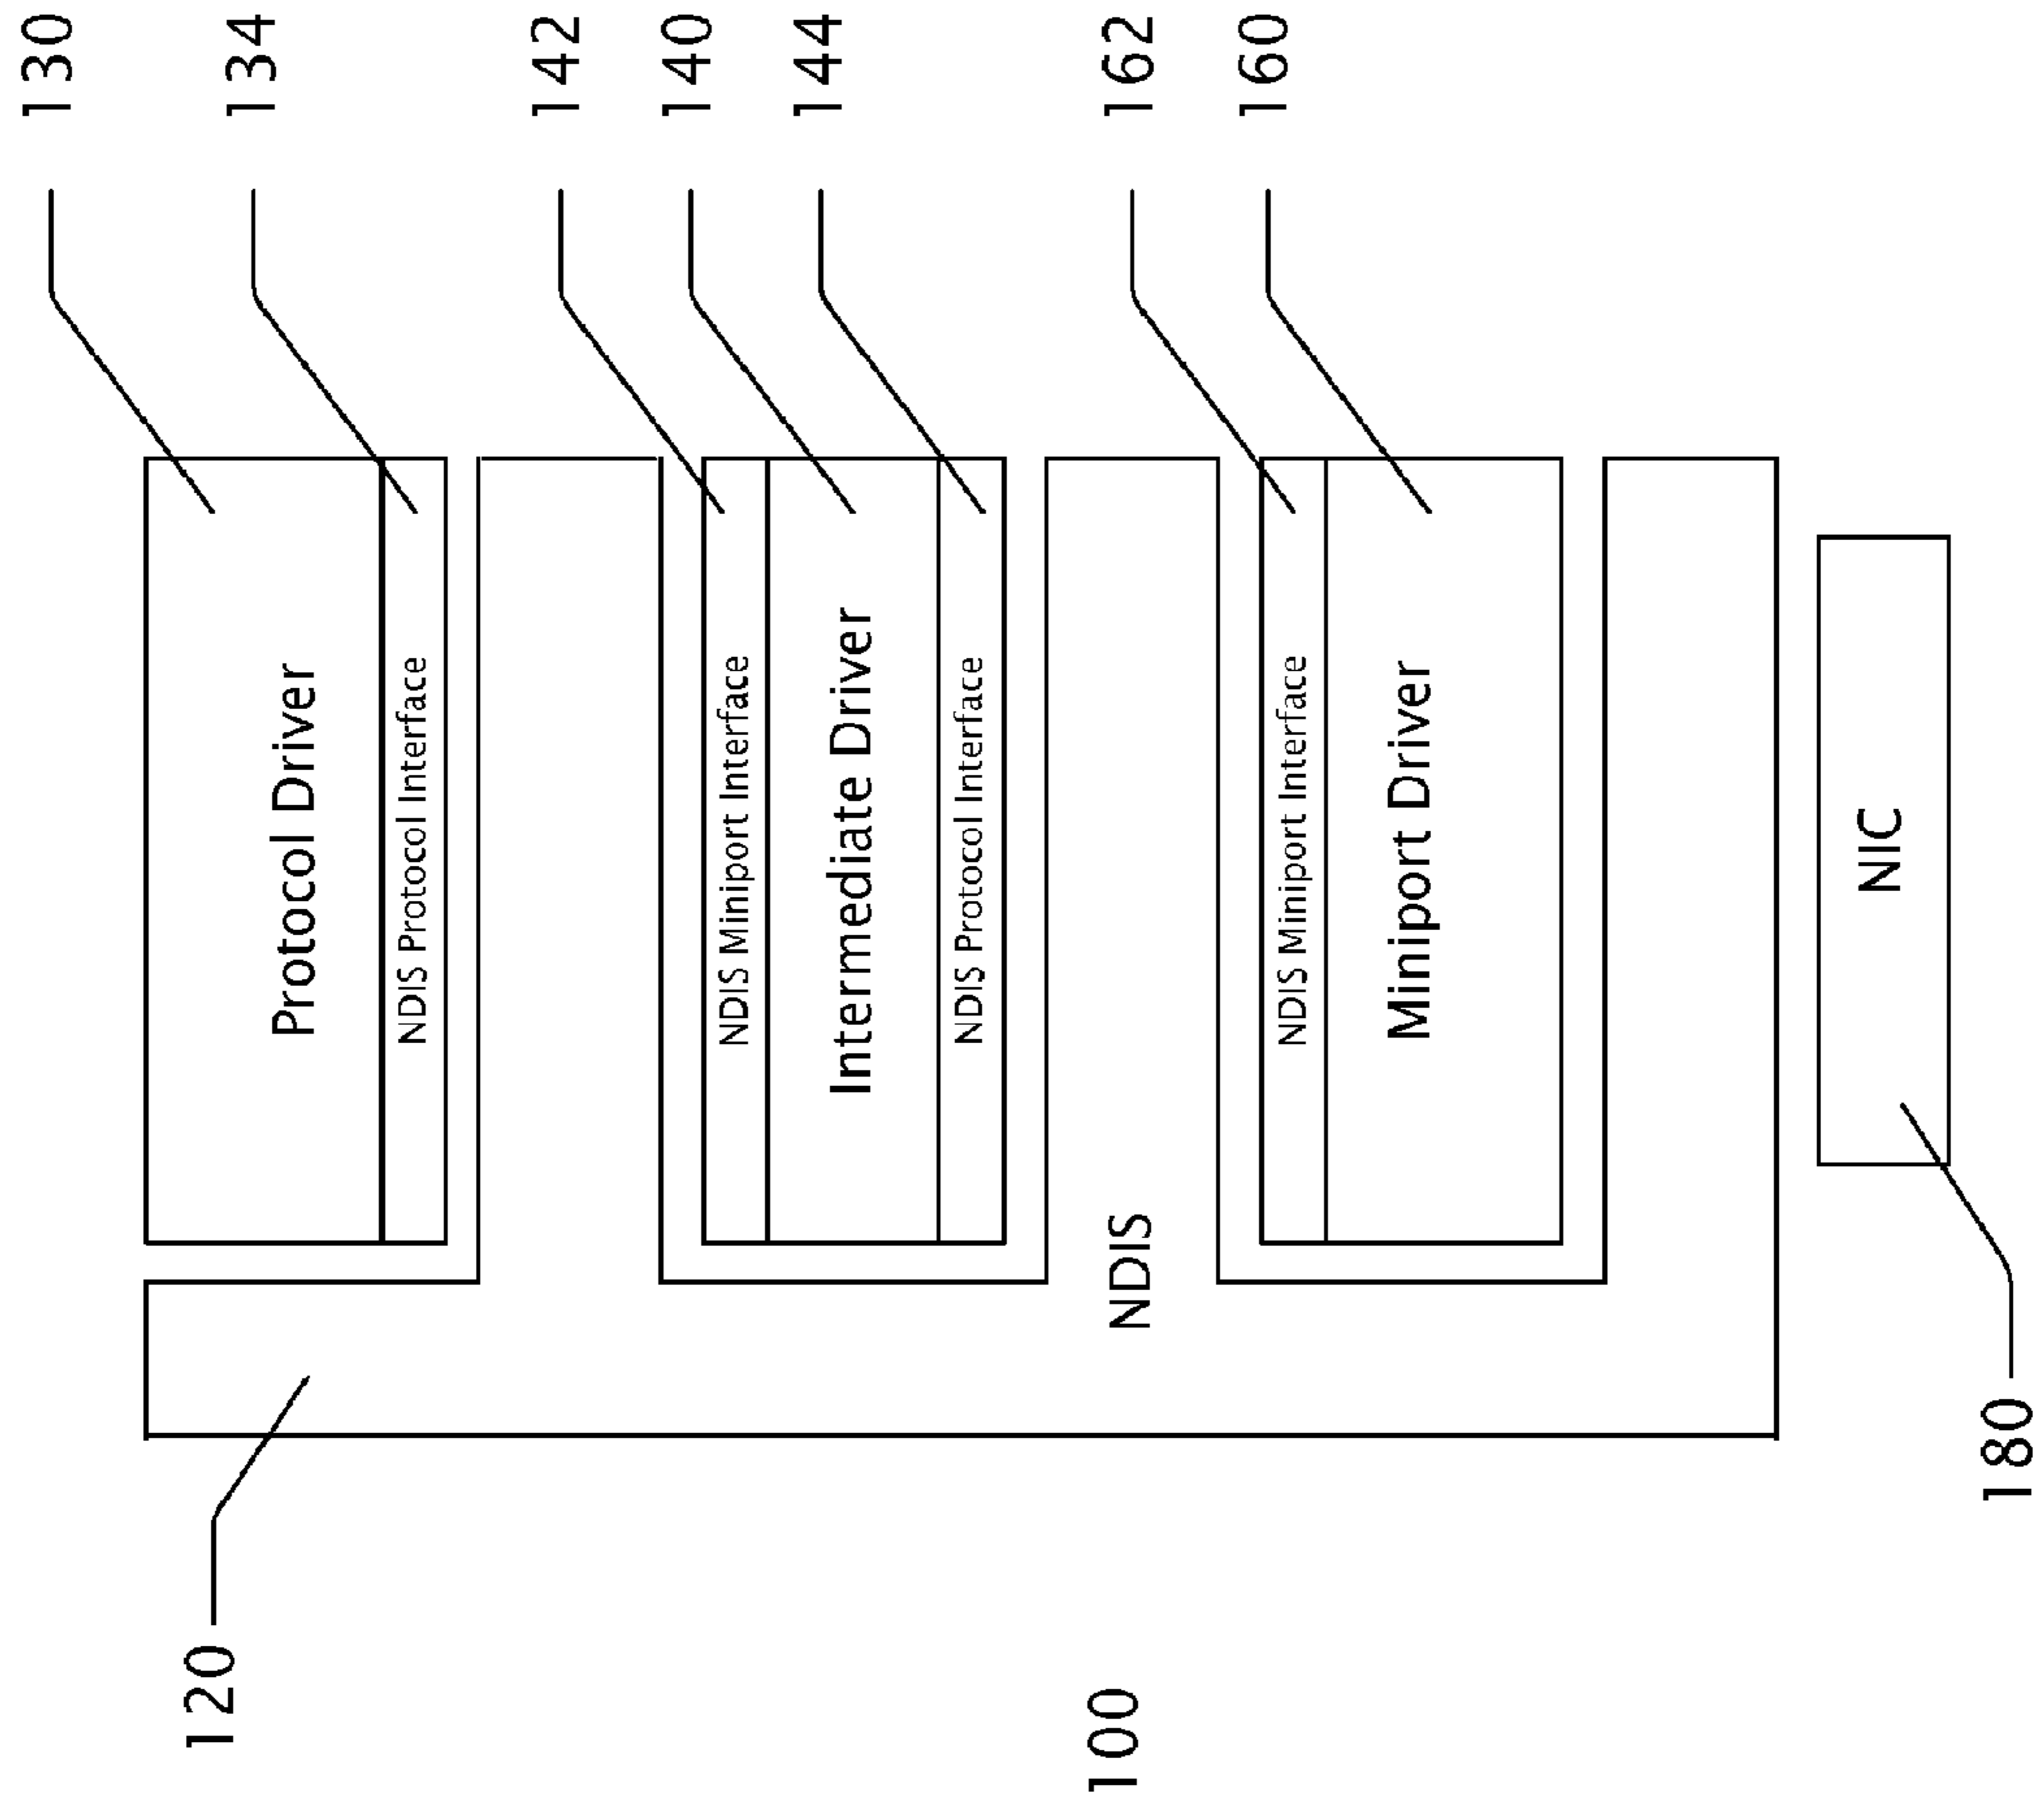 130
120
134
Protocol Driver
NDIS Protocol Interface
142
140
NDIS Miniport Interface
144
Intermediate Driver
NDIS Protocol Interface
100
NDIS
162
160
NDIS Miniport Interface
Miniport Driver
NIC
180